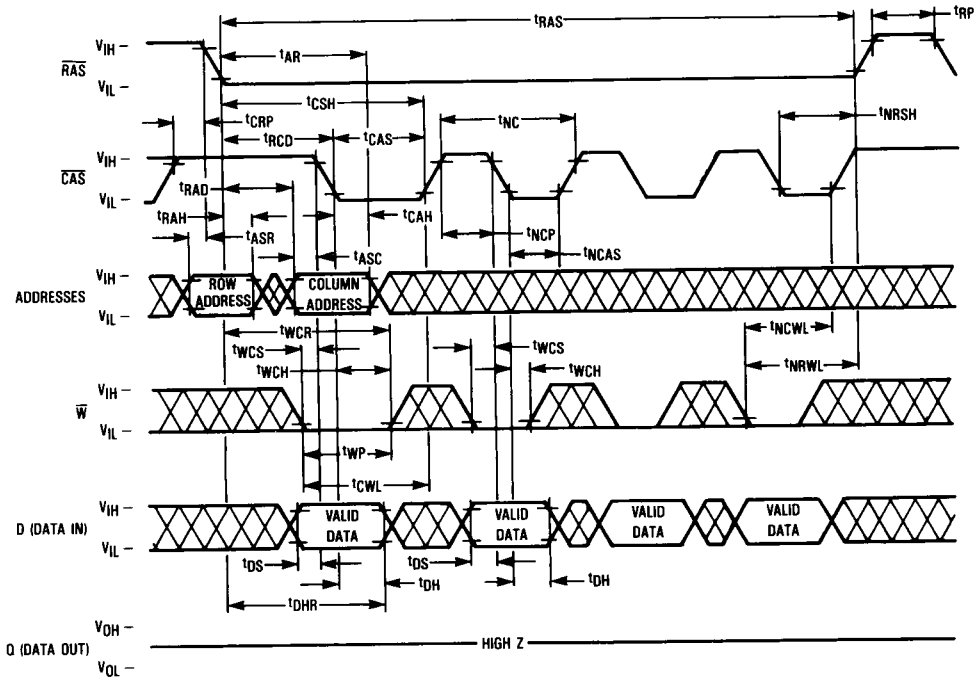 tRAS
tRP
VIH
tAR
RAS
VIL
tCSH
tCRP
tRCD
tCAS
tNC
tNRSH
VIH
CAS
VIL
tRAD
tCAH
tRAH
tASR
tASC
tNCP
tNCAS
VIH
ADDRESSES
ROW ADDRESS
COLUMN ADDRESS
VIL
tWCR
tNCWL
tWCS
tWCS
tWCH
tWCH
tNRWL
VIH
W
VIL
tWP
tCWL
VIH
D (DATA IN)
VALID DATA
VALID DATA
VALID DATA
VALID DATA
VIL
tDS
tDS
tDH
tDH
tDHR
VOH
Q (DATA OUT)
HIGH Z
VOL